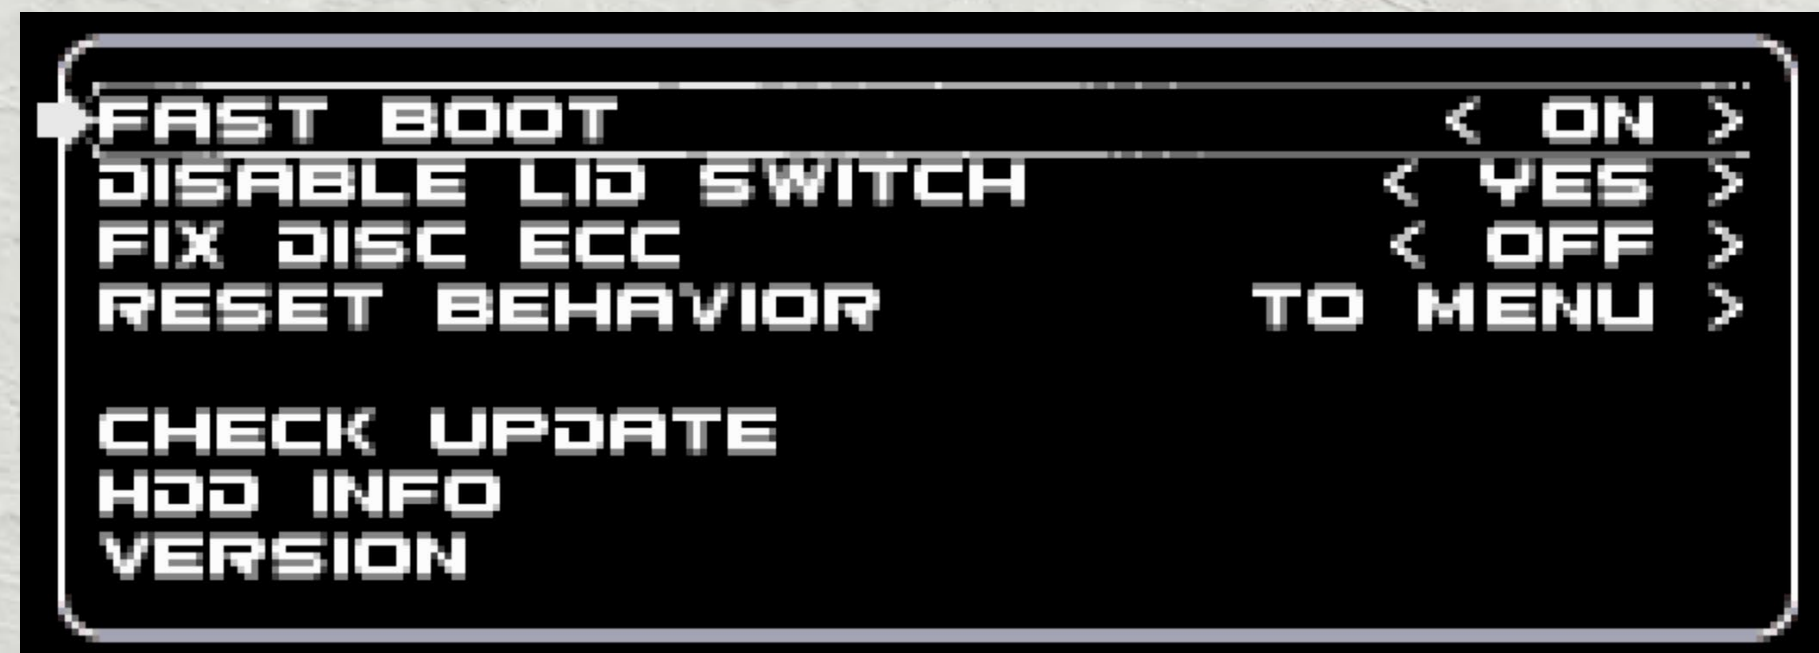 FAST BOOT < ON >
DISABLE LID SWITCH < YES >
FIX DISC ECC < OFF >
RESET BEHAVIOR TO MENU >
CHECK UPDATE
HDD INFO
VERSION